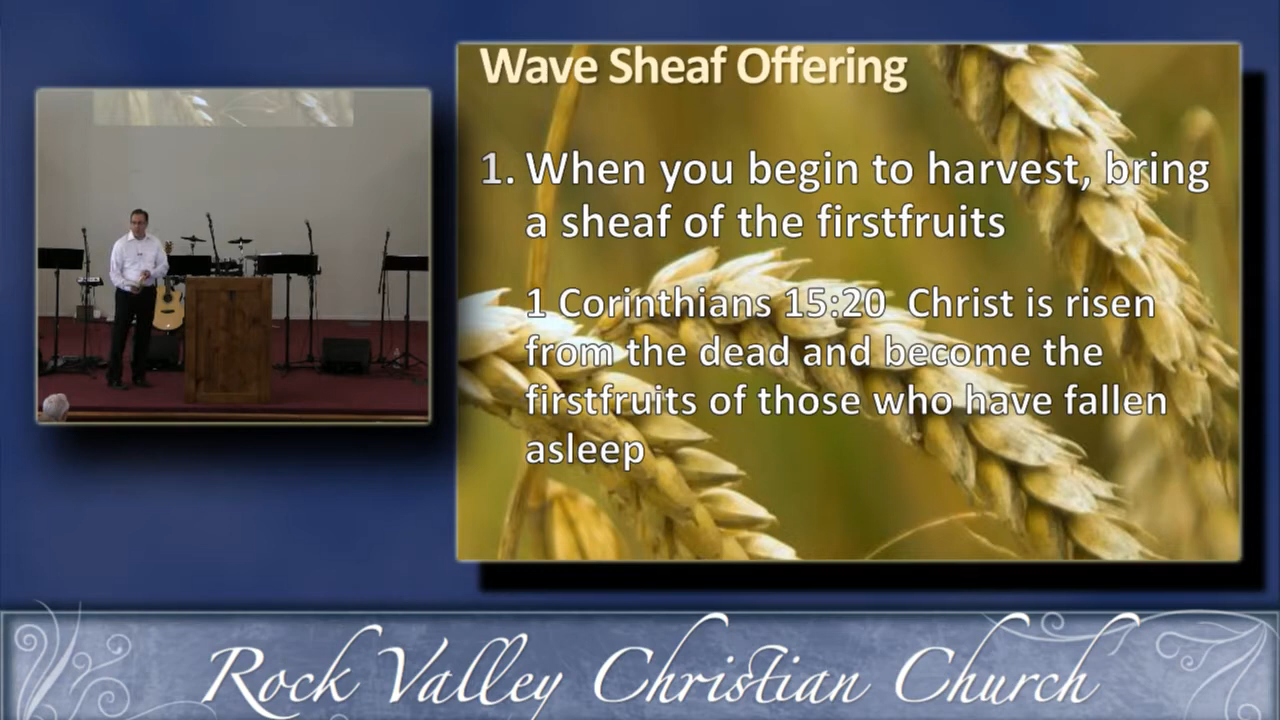 Wave Sheaf Offering
1. When you begin to harvest, bring
a sheaf of the firstfruits
1 Corinthians 15:20 Christ is risen
from the dead and become the
firstfruits of those who have fallen
asleep
Rock Valley Christian Church